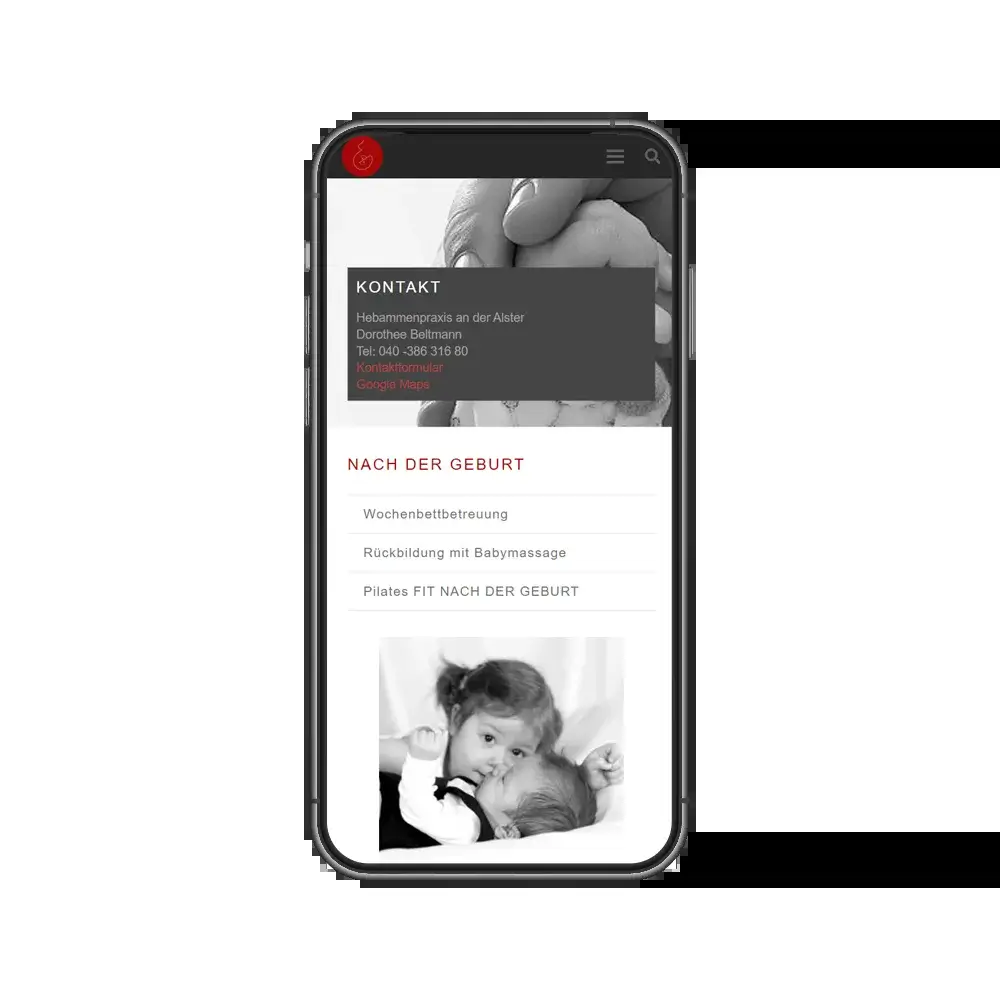 KONTAKT
Hebammenpraxis an der Alster
Dorothee Beltmann
Tel: 040 -386 316 80
Kontaktformular
Google Maps
NACH DER GEBURT
Wochenbettbetreuung
Rückbildung mit Babymassage
Pilates FIT NACH DER GEBURT